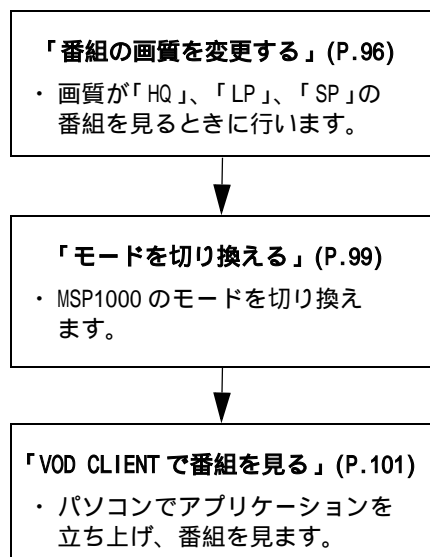 「番組の画質を変更する」(P.96)
・ 画質が「HQ」、「LP」、「SP」の
番組を見るときに行います。
「モードを切り換える」(P.99)
・ MSP1000 のモードを切り換え
ます。
「VOD CLIENT で番組を見る」(P.101)
・ パソコンでアプリケーションを
立ち上げ、番組を見ます。